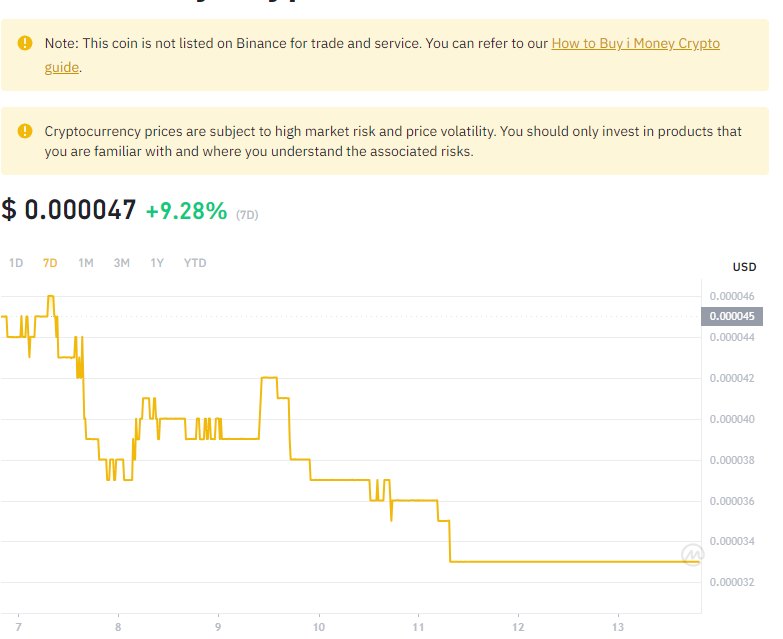 Note: This coin is not listed on Binance for trade and service. You can refer to our How to Buy i Money Crypto
guide.
Cryptocurrency prices are subject to high market risk and price volatility. You should only invest in products that
you are familiar with and where you understand the associated risks.
$ 0.000047 +9.28% (7D)
1D 7D 1M 3M 1Y YTD
USD
0.000046
0.000045
0.000044
0.000042
0.000040
0.000038
0.000036
0.000034
0.000032
7 8 9 10 11 12 13